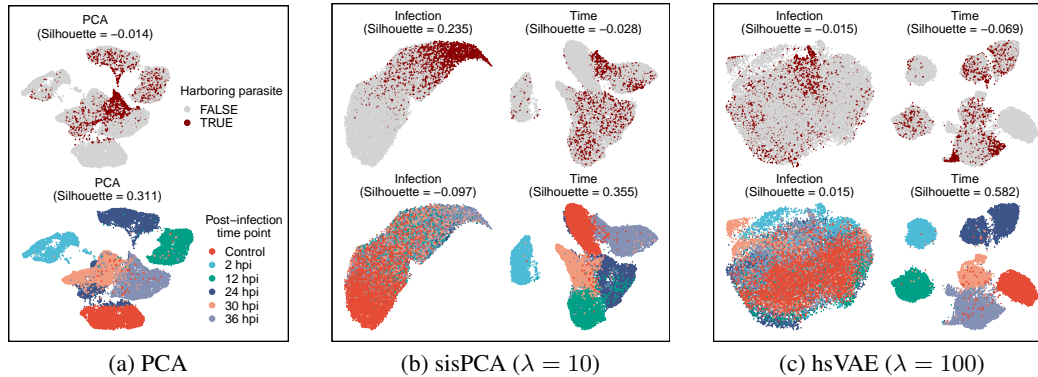 PCA
(Silhouette = −0.014)
Harboring parasite
FALSE
TRUE
PCA
(Silhouette = 0.311)
Post−infection
time point
Control
2 hpi
12 hpi
24 hpi
30 hpi
36 hpi
(a) PCA
Infection
(Silhouette = 0.235)
Time
(Silhouette = −0.028)
Infection
(Silhouette = −0.097)
Time
(Silhouette = 0.355)
(b) sisPCA (λ = 10)
Infection
(Silhouette = −0.015)
Time
(Silhouette = −0.069)
Infection
(Silhouette = 0.015)
Time
(Silhouette = 0.582)
(c) hsVAE (λ = 100)